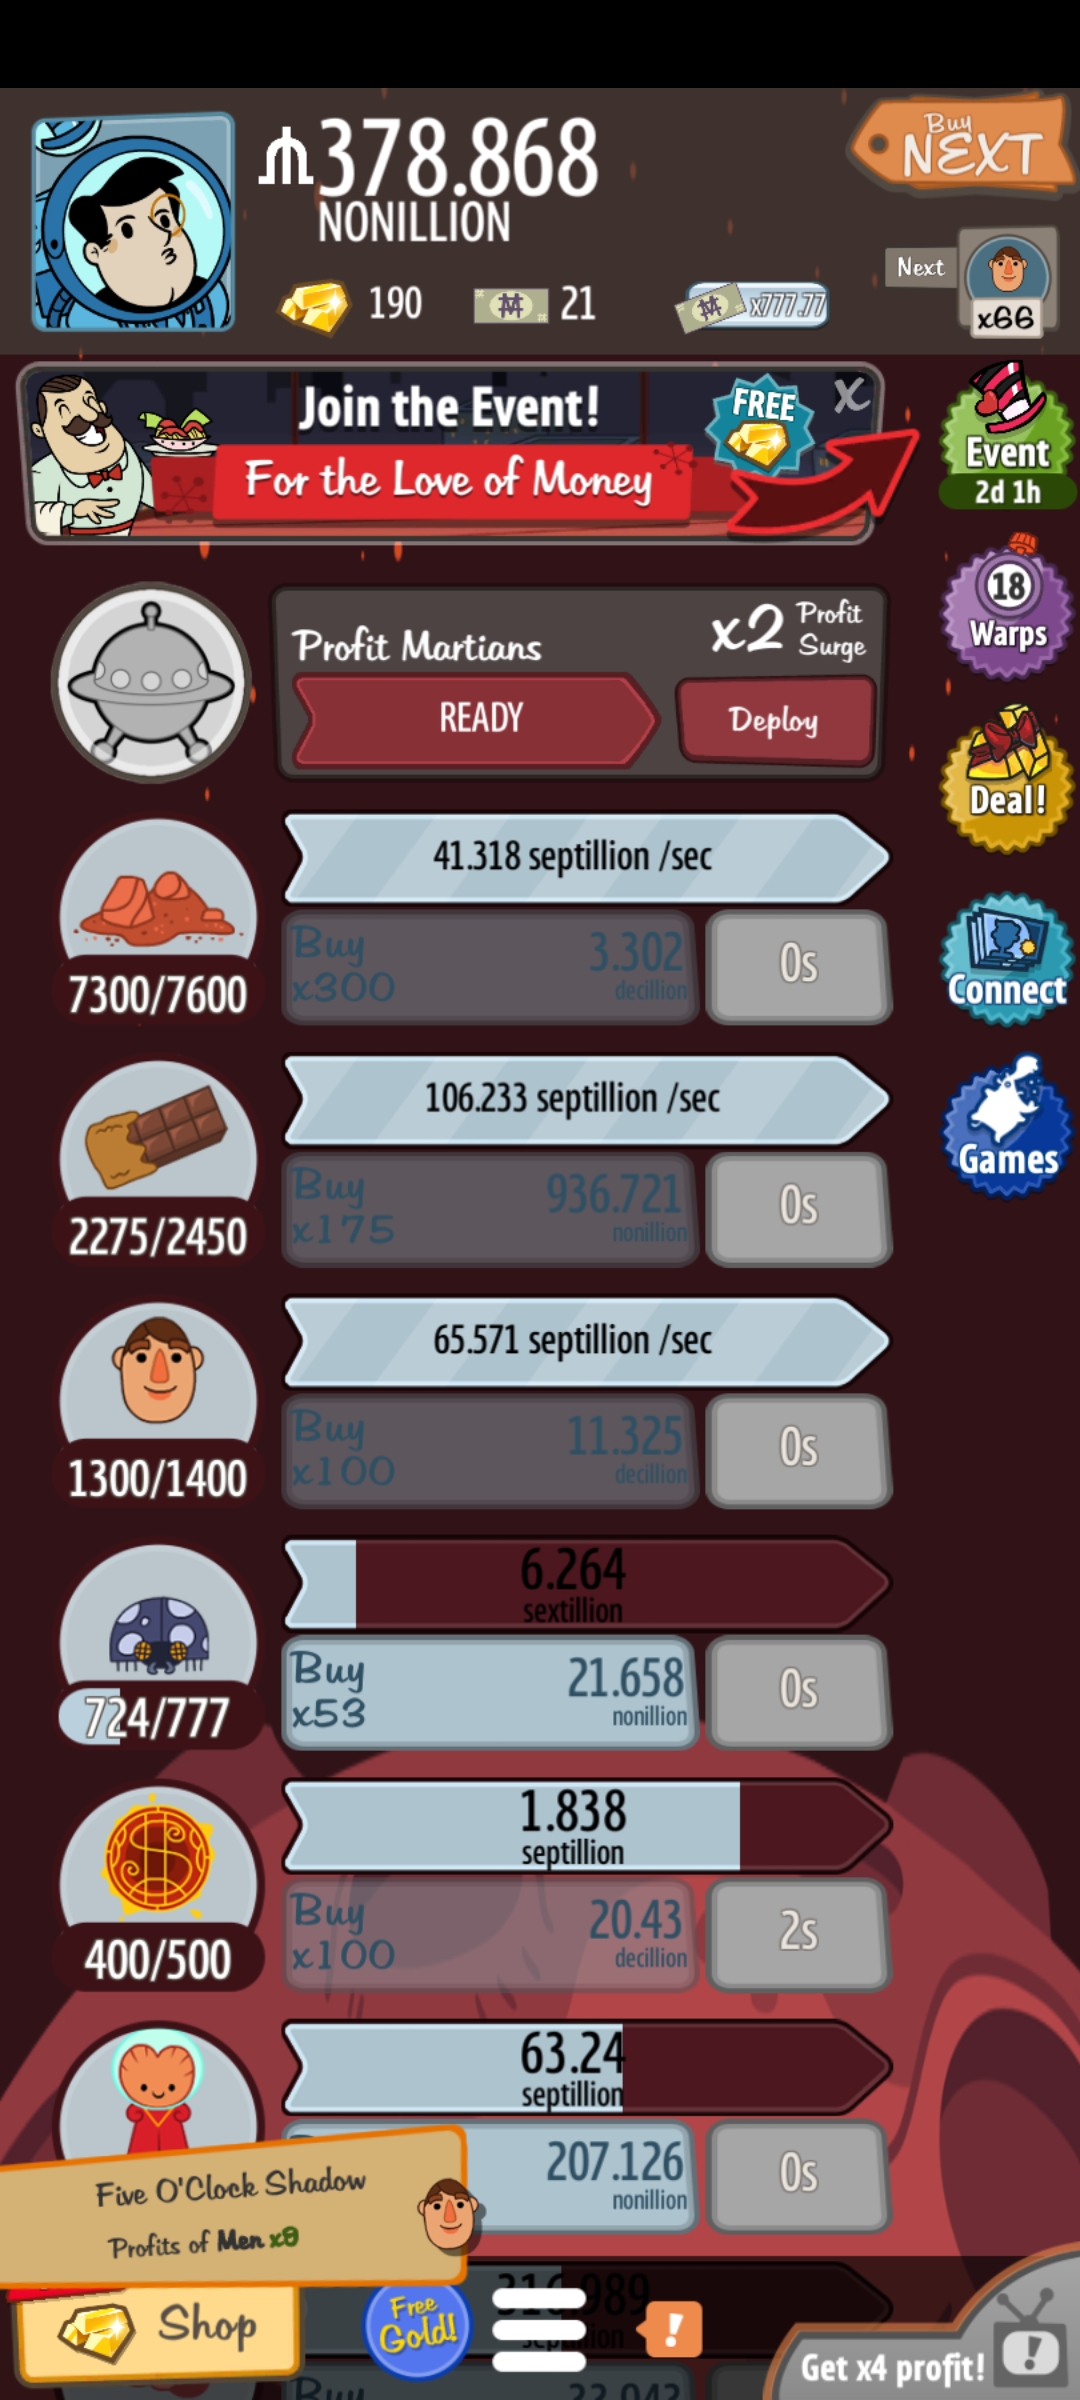 378.868
NONILLION
Buy
NEXT
190
21
x777.77
Next
x66
Join the Event!
For the Love of Money
FREE
X
Event
2d 1h
18
Warps
Profit Martians
x2 Profit
Surge
READY
Deploy
Deal!
41.318 septillion /sec
Buy
x300
3.302
decillion
0s
7300/7600
Connect
106.233 septillion /sec
Buy
x175
936.721
nonillion
0s
2275/2450
Games
65.571 septillion /sec
Buy
x100
11.325
decillion
0s
1300/1400
6.264
sextillion
Buy
x53
21.658
nonillion
0s
724/777
1.838
septillion
Buy
x100
20.43
decillion
2s
400/500
63.24
septillion
207.126
nonillion
0s
Five O'Clock Shadow
Profits of Men x9
Shop
Free
Gold!
!
Get x4 profit!
!
Buy